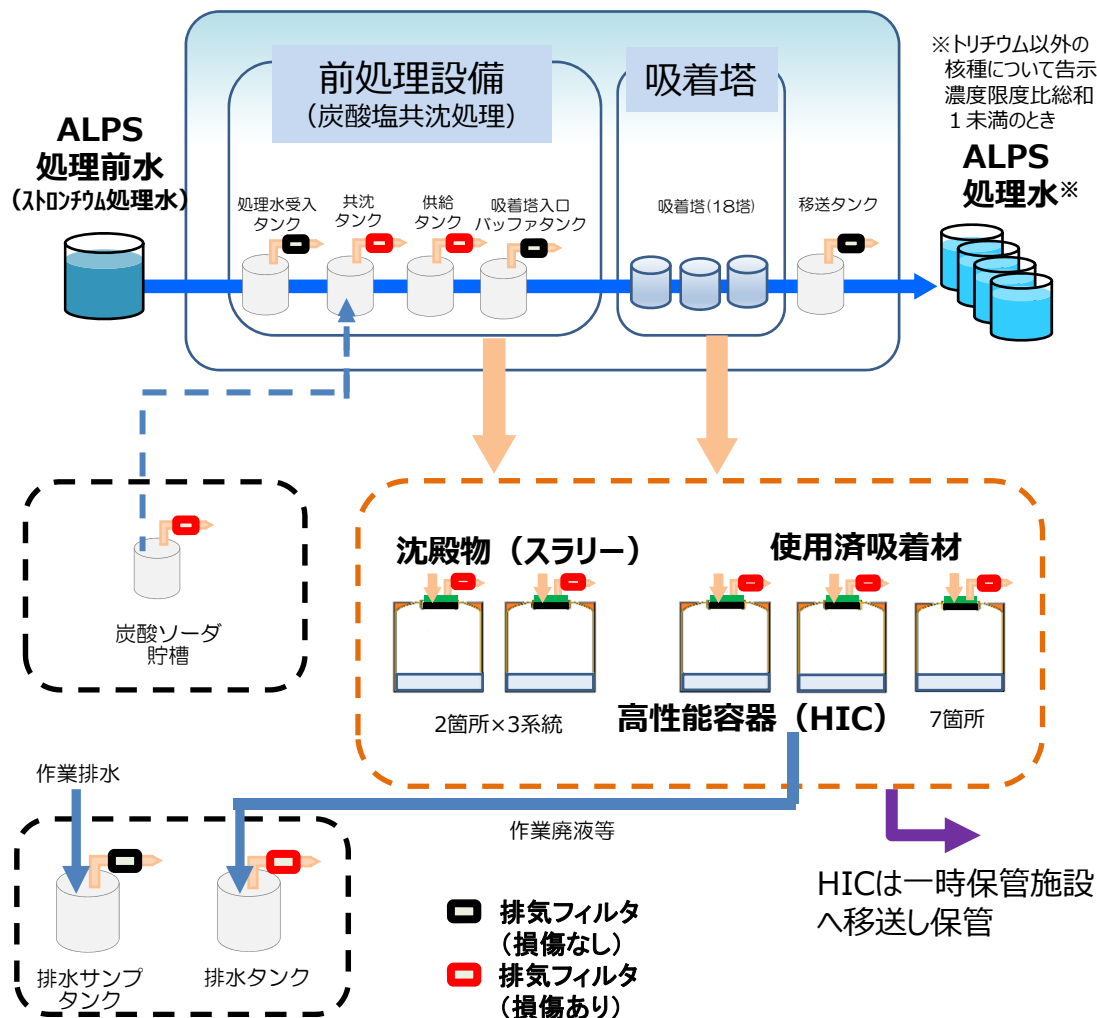 前処理設備
（炭酸塩共沈処理）
吸着塔
※トリチウム以外の
核種について告示
濃度限度比総和
１未満のとき
ALPS
処理前水
（ストロンチウム処理水）
ALPS
処理水※
処理水受入
タンク
共沈
タンク
供給
タンク
吸着塔入口
バッファタンク
吸着塔（18塔）
移送タンク
炭酸ソーダ
貯槽
沈殿物（スラリー）
使用済吸着材
2箇所×3系統
高性能容器（HIC）
7箇所
作業排水
作業廃液等
排水サンプ
タンク
排水タンク
排気フィルタ
（損傷なし）
排気フィルタ
（損傷あり）
HICは一時保管施設
へ移送し保管